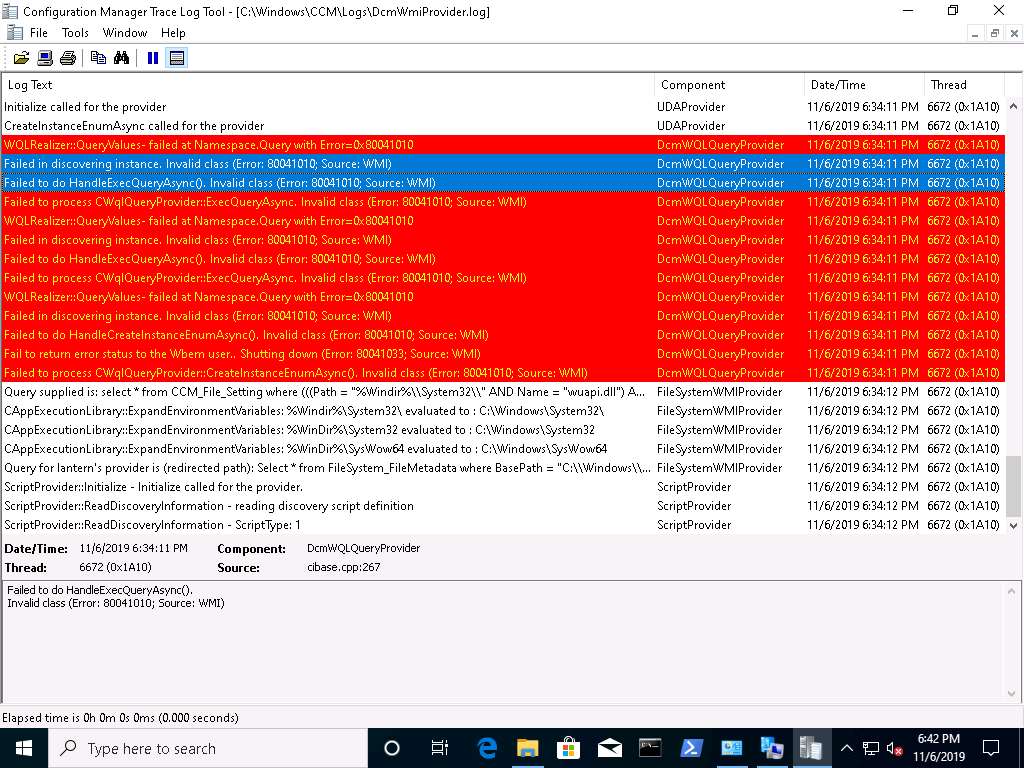 Configuration Manager Trace Log Tool - [C:\Windows\CCM\Logs\DcmWmiProvider.log]
File Tools Window Help
Log Text Component Date/Time Thread
Initialize called for the provider UDAProvider 11/6/2019 6:34:11 PM 6672 (0x1A10)
CreateInstanceEnumAsync called for the provider UDAProvider 11/6/2019 6:34:11 PM 6672 (0x1A10)
WQLRealizer::QueryValues- failed at Namespace.Query with Error=0x80041010 DcmWQLQueryProvider 11/6/2019 6:34:11 PM 6672 (0x1A10)
Failed in discovering instance. Invalid class (Error: 80041010; Source: WMI) DcmWQLQueryProvider 11/6/2019 6:34:11 PM 6672 (0x1A10)
Failed to do HandleExecQueryAsync(). Invalid class (Error: 80041010; Source: WMI) DcmWQLQueryProvider 11/6/2019 6:34:11 PM 6672 (0x1A10)
Failed to process CWqlQueryProvider::ExecQueryAsync. Invalid class (Error: 80041010; Source: WMI) DcmWQLQueryProvider 11/6/2019 6:34:11 PM 6672 (0x1A10)
WQLRealizer::QueryValues- failed at Namespace.Query with Error=0x80041010 DcmWQLQueryProvider 11/6/2019 6:34:11 PM 6672 (0x1A10)
Failed in discovering instance. Invalid class (Error: 80041010; Source: WMI) DcmWQLQueryProvider 11/6/2019 6:34:11 PM 6672 (0x1A10)
Failed to do HandleExecQueryAsync(). Invalid class (Error: 80041010; Source: WMI) DcmWQLQueryProvider 11/6/2019 6:34:11 PM 6672 (0x1A10)
Failed to process CWqlQueryProvider::ExecQueryAsync. Invalid class (Error: 80041010; Source: WMI) DcmWQLQueryProvider 11/6/2019 6:34:11 PM 6672 (0x1A10)
WQLRealizer::QueryValues- failed at Namespace.Query with Error=0x80041010 DcmWQLQueryProvider 11/6/2019 6:34:11 PM 6672 (0x1A10)
Failed in discovering instance. Invalid class (Error: 80041010; Source: WMI) DcmWQLQueryProvider 11/6/2019 6:34:11 PM 6672 (0x1A10)
Failed to do HandleCreateInstanceEnumAsync(). Invalid class (Error: 80041010; Source: WMI) DcmWQLQueryProvider 11/6/2019 6:34:11 PM 6672 (0x1A10)
Fail to return error status to the Wbem user.. Shutting down (Error: 80041033; Source: WMI) DcmWQLQueryProvider 11/6/2019 6:34:11 PM 6672 (0x1A10)
Failed to process CWqlQueryProvider::CreateInstanceEnumAsync(). Invalid class (Error: 80041010; Source: WMI) DcmWQLQueryProvider 11/6/2019 6:34:11 PM 6672 (0x1A10)
Query supplied is: select * from CCM_File_Setting where (((Path = "%Windir%\\System32\\" AND Name = "wuapi.dll") A... FileSystemWMIProvider 11/6/2019 6:34:12 PM 6672 (0x1A10)
CAppExecutionLibrary::ExpandEnvironmentVariables: %Windir%\System32\ evaluated to : C:\Windows\System32\ FileSystemWMIProvider 11/6/2019 6:34:12 PM 6672 (0x1A10)
CAppExecutionLibrary::ExpandEnvironmentVariables: %WinDir%\System32 evaluated to : C:\Windows\System32 FileSystemWMIProvider 11/6/2019 6:34:12 PM 6672 (0x1A10)
CAppExecutionLibrary::ExpandEnvironmentVariables: %WinDir%\SysWow64 evaluated to : C:\Windows\SysWow64 FileSystemWMIProvider 11/6/2019 6:34:12 PM 6672 (0x1A10)
Query for lantern's provider is (redirected path): Select * from FileSystem_FileMetadata where BasePath = "C:\\Windows\\... FileSystemWMIProvider 11/6/2019 6:34:12 PM 6672 (0x1A10)
ScriptProvider::Initialize - Initialize called for the provider. ScriptProvider 11/6/2019 6:34:12 PM 6672 (0x1A10)
ScriptProvider::ReadDiscoveryInformation - reading discovery script definition ScriptProvider 11/6/2019 6:34:12 PM 6672 (0x1A10)
ScriptProvider::ReadDiscoveryInformation - ScriptType: 1 ScriptProvider 11/6/2019 6:34:12 PM 6672 (0x1A10)
Date/Time: 11/6/2019 6:34:11 PM Component: DcmWQLQueryProvider
Thread: 6672 (0x1A10) Source: cibase.cpp:267
Failed to do HandleExecQueryAsync().
Invalid class (Error: 80041010; Source: WMI)
Elapsed time is 0h 0m 0s 0ms (0.000 seconds)
Type here to search
6:42 PM
11/6/2019